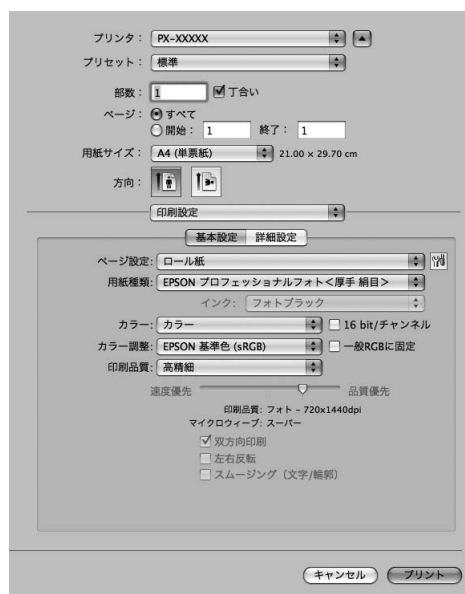 プリンタ： PX-XXXXX
プリセット： 標準
部数： 1 丁合い
ページ： すべて
開始： 1 終了： 1
用紙サイズ： A4 (単票紙) 21.00 x 29.70 cm
方向：
印刷設定
基本設定 詳細設定
ページ設定: ロール紙
用紙種類: EPSON プロフェッショナルフォト<厚手 絹目>
インク: フォトブラック
カラー: カラー 16 bit/チャンネル
カラー調整: EPSON 基準色 (sRGB) 一般RGBに固定
印刷品質: 高精細
速度優先 品質優先
印刷品質: フォト - 720x1440dpi
マイクロウィーブ: スーパー
双方向印刷
左右反転
スムージング（文字/輪郭）
キャンセル プリント